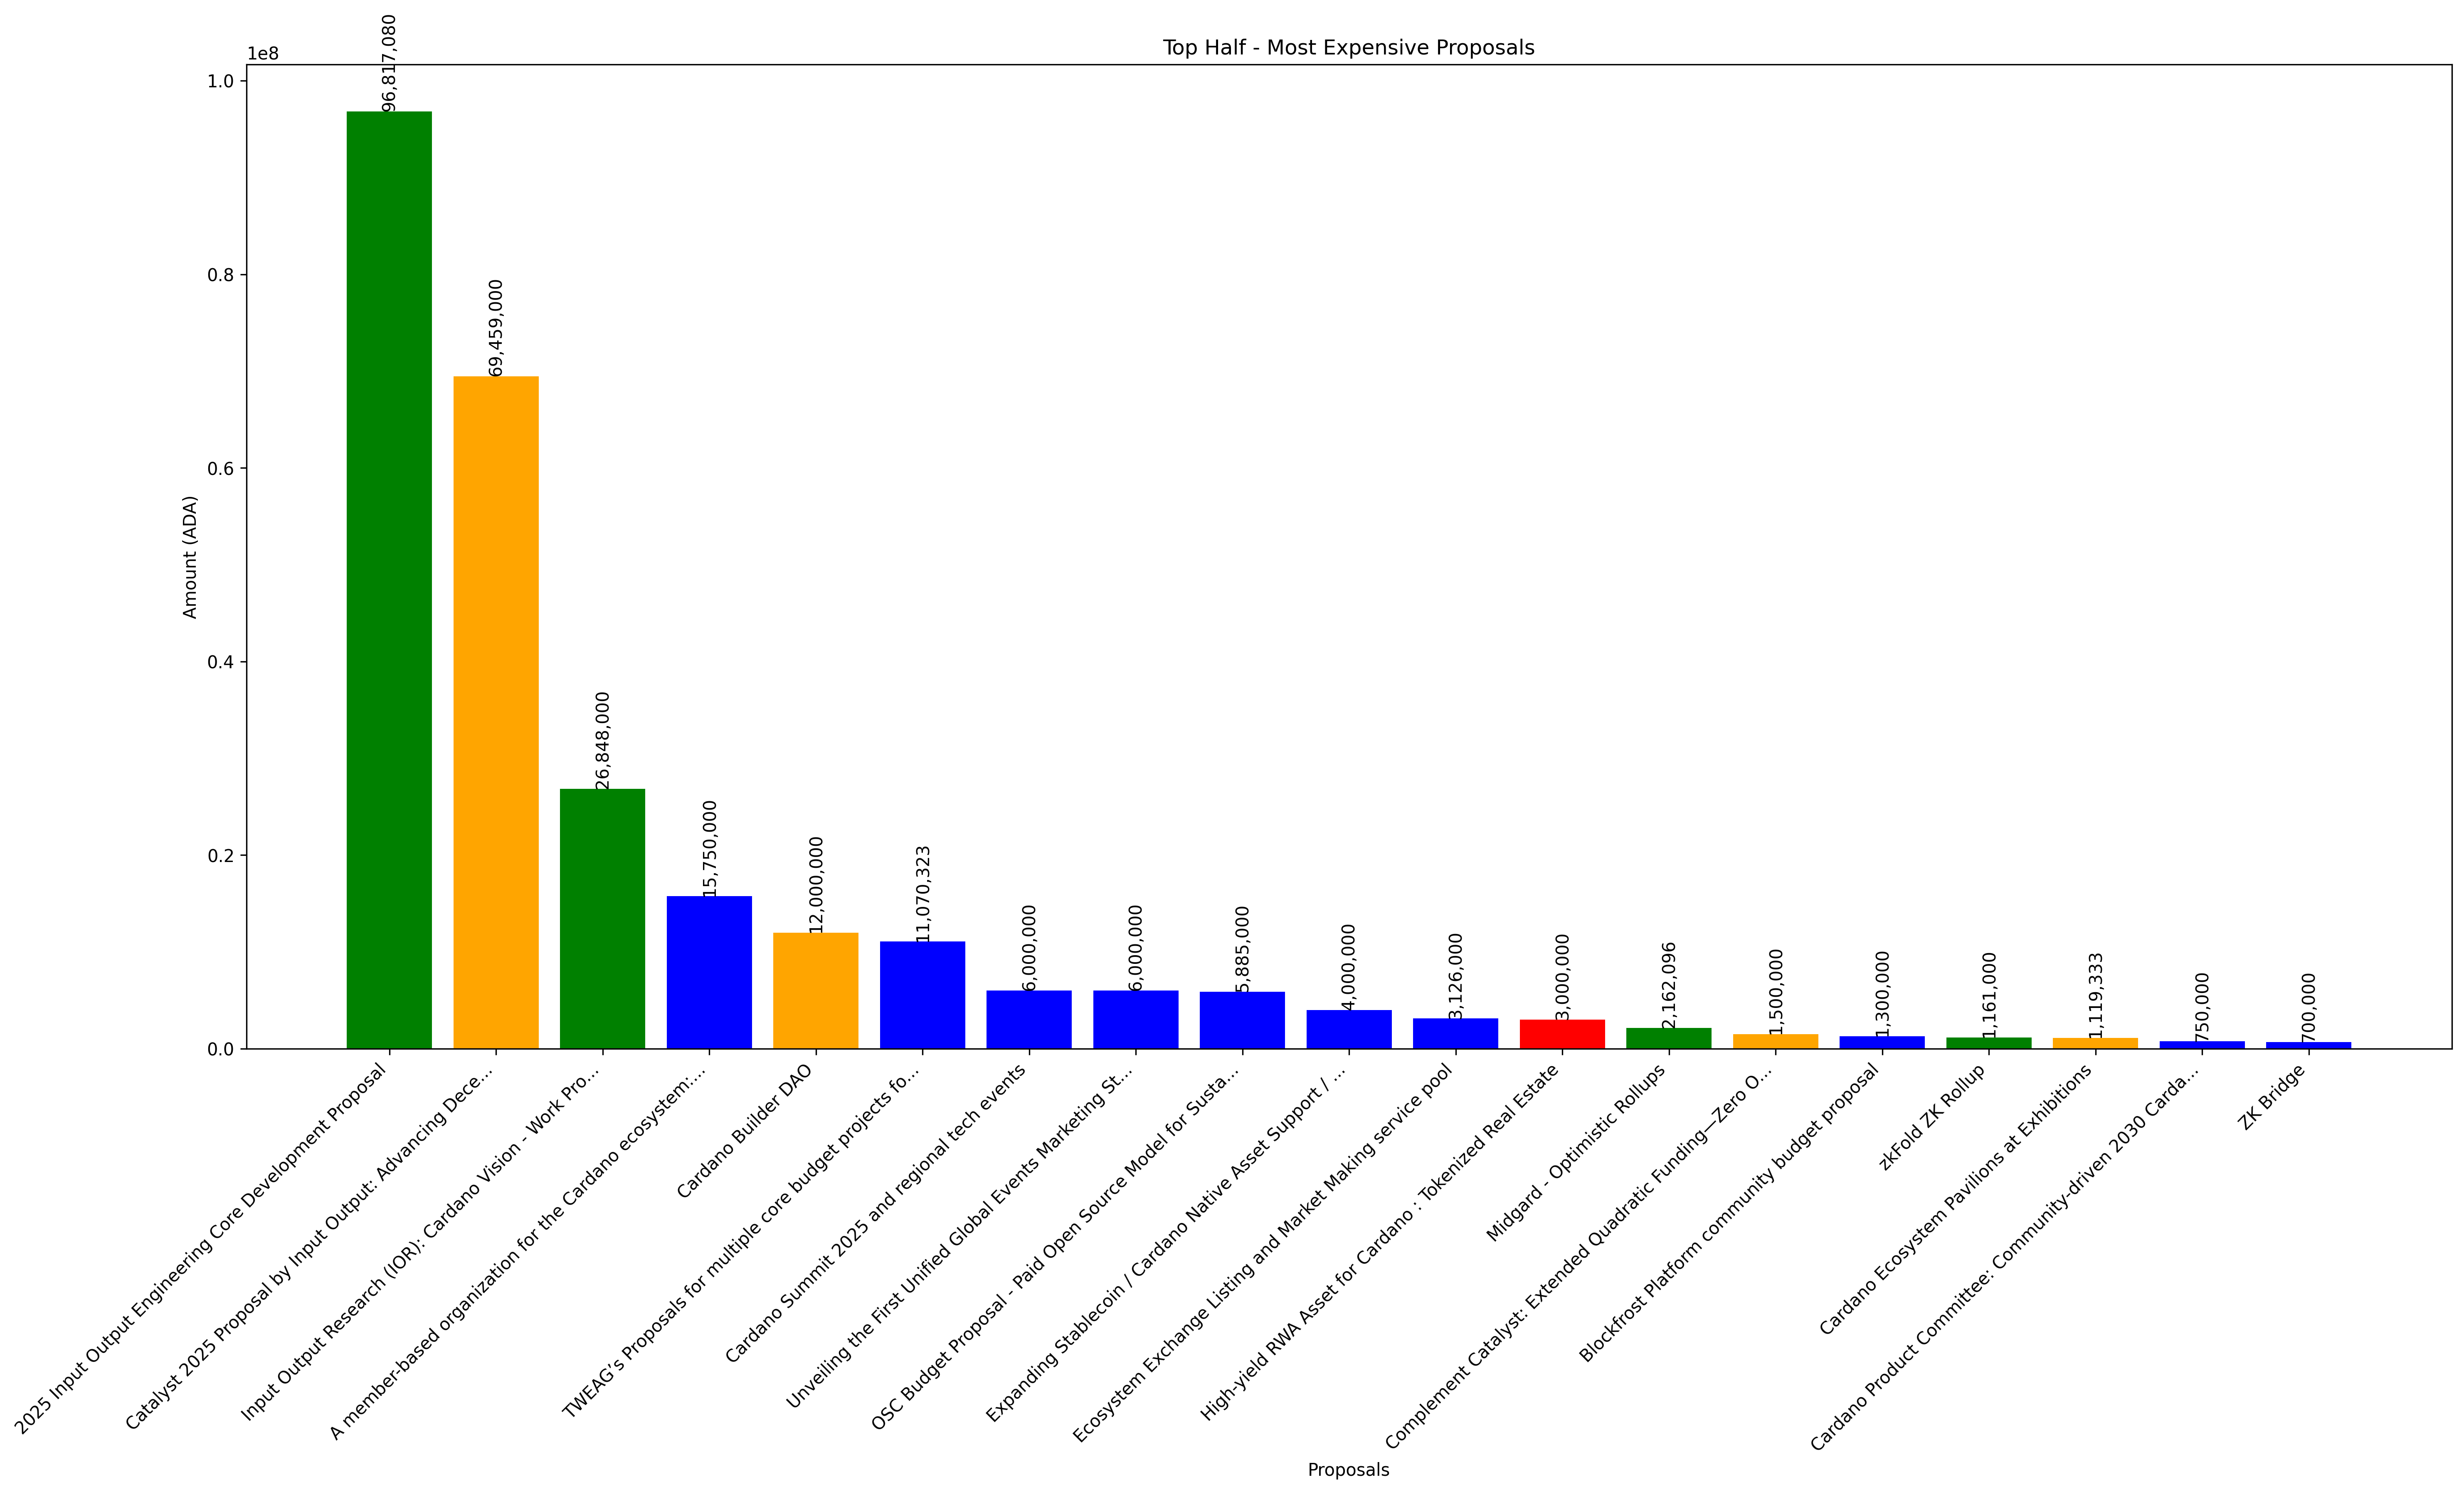 Top Half - Most Expensive Proposals
1e8
1.0
0.8
0.6
0.4
0.2
0.0
Amount (ADA)
96,817,080
69,459,000
26,848,000
15,750,000
12,000,000
11,070,323
6,000,000
6,000,000
5,885,000
4,000,000
3,126,000
3,000,000
2,162,096
1,500,000
1,300,000
1,161,000
1,119,333
750,000
700,000
2025 Input Output Engineering Core Development Proposal
Catalyst 2025 Proposal by Input Output: Advancing Dece...
Input Output Research (IOR): Cardano Vision - Work Pro...
A member-based organization for the Cardano ecosystem:...
Cardano Builder DAO
TWEAG’s Proposals for multiple core budget projects fo...
Cardano Summit 2025 and regional tech events
Unveiling the First Unified Global Events Marketing St...
OSC Budget Proposal - Paid Open Source Model for Susta...
Expanding Stablecoin / Cardano Native Asset Support / ...
Ecosystem Exchange Listing and Market Making service pool
High-yield RWA Asset for Cardano : Tokenized Real Estate
Midgard - Optimistic Rollups
Complement Catalyst: Extended Quadratic Funding—Zero O...
Blockfrost Platform community budget proposal
zkFold ZK Rollup
Cardano Ecosystem Pavilions at Exhibitions
Cardano Product Committee: Community-driven 2030 Carda...
ZK Bridge
Proposals